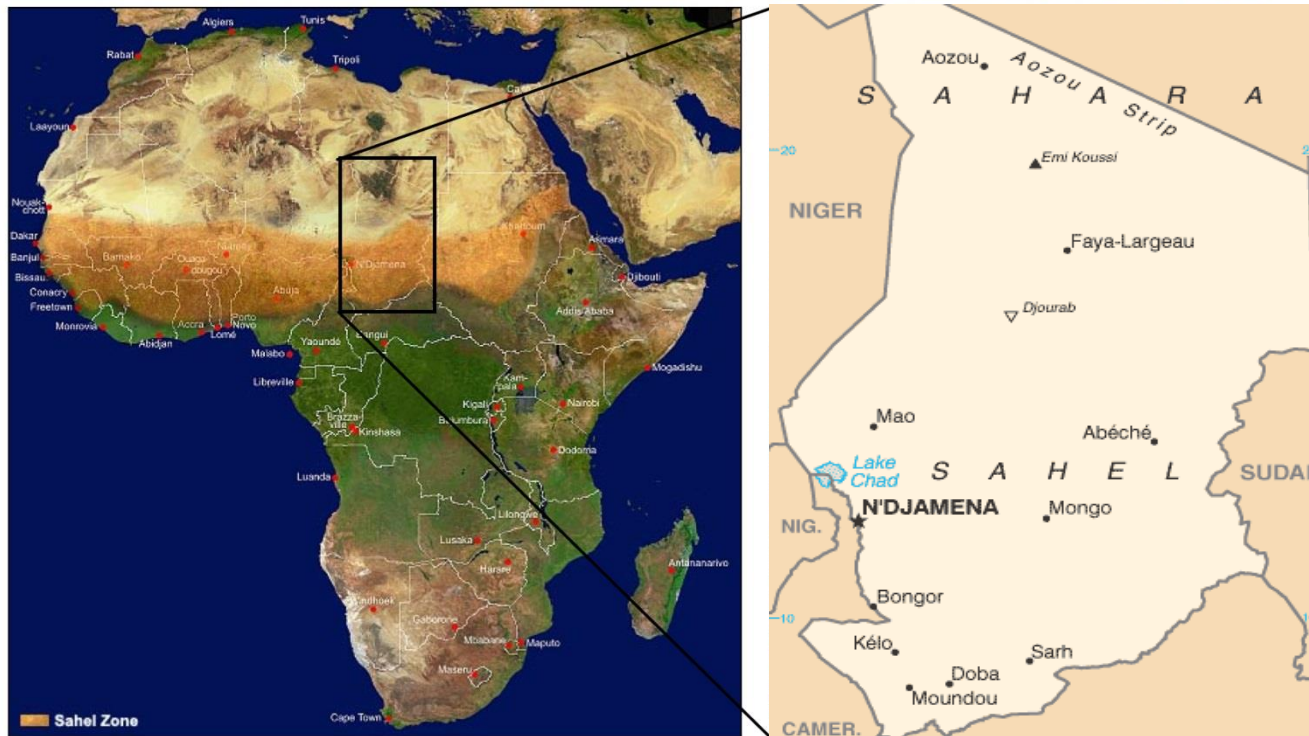 Algiers
Tunis
Rabat
Tripoli
Laayoun
Nouak-
chott
Dakar
Banjul
Bissau
Conacry
Freetown
Monrovia
Bamako
Ouaga
dougou
Niamey
N'Djamena
Khartoum
Asmara
Djibouti
Addis Ababa
Abuja
Abidjan
Accra
Lomé
Porto
Novo
Malabo
Yaoundé
Bangui
Libreville
Brazza-
ville
Kinshasa
Kam-
pala
Kigali
Nairobi
Mogadishu
Dodoma
Luanda
Lilongwe
Lusaka
Harare
Antananarivo
Gaborone
Maputo
Maseru
Cape Town
Sahel Zone
Aozou
Aozou Strip
SAHARA
20
Emi Koussi
NIGER
Faya-Largeau
Djourab
Mao
Abéché
Lake
Chad
SAHEL
SUDAN
N'DJAMENA
Mongo
NIG.
Bongor
10
Kélo
Sarh
Doba
Moundou
CAMER.